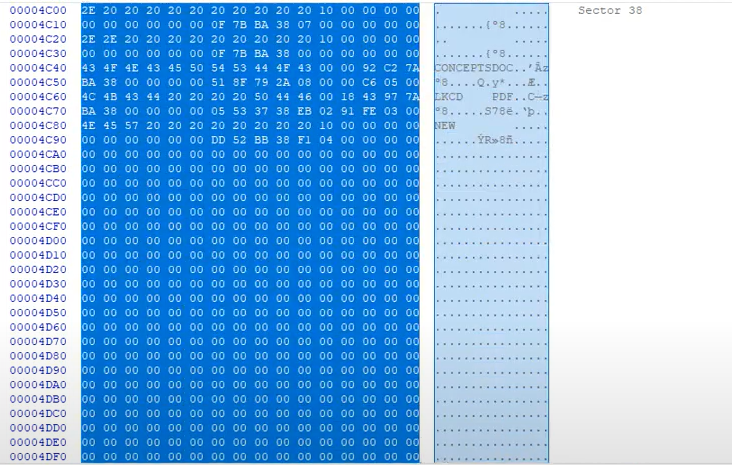 00004C00 2E 20 20 20 20 20 20 20 20 20 20 10 00 00 00 00 . ..... Sector 38
00004C10 00 00 00 00 00 00 0F 7B BA 38 07 00 00 00 00 00 .......{º8......
00004C20 2E 2E 20 20 20 20 20 20 20 20 20 10 00 00 00 00 .. .....
00004C30 00 00 00 00 00 00 0F 7B BA 38 00 00 00 00 00 00 .......{º8......
00004C40 43 4F 4E 43 45 50 54 53 44 4F 43 00 00 92 C2 7A CONCEPTSDOC..’Âz
00004C50 BA 38 00 00 00 00 51 8F 79 2A 08 00 00 C6 05 00 º8....Q.y*...Æ..
00004C60 4C 4B 43 44 20 20 20 20 50 44 46 00 18 43 97 7A LKCD PDF..C—z
00004C70 BA 38 00 00 00 00 05 53 37 38 EB 02 91 FE 03 00 º8.....S78ë.‘þ..
00004C80 4E 45 57 20 20 20 20 20 20 20 20 10 00 00 00 00 NEW .....
00004C90 00 00 00 00 00 00 DD 52 BB 38 F1 04 00 00 00 00 ......ÝR»8ñ.....
00004CA0 00 00 00 00 00 00 00 00 00 00 00 00 00 00 00 00 ................
00004CB0 00 00 00 00 00 00 00 00 00 00 00 00 00 00 00 00 ................
00004CC0 00 00 00 00 00 00 00 00 00 00 00 00 00 00 00 00 ................
00004CD0 00 00 00 00 00 00 00 00 00 00 00 00 00 00 00 00 ................
00004CE0 00 00 00 00 00 00 00 00 00 00 00 00 00 00 00 00 ................
00004CF0 00 00 00 00 00 00 00 00 00 00 00 00 00 00 00 00 ................
00004D00 00 00 00 00 00 00 00 00 00 00 00 00 00 00 00 00 ................
00004D10 00 00 00 00 00 00 00 00 00 00 00 00 00 00 00 00 ................
00004D20 00 00 00 00 00 00 00 00 00 00 00 00 00 00 00 00 ................
00004D30 00 00 00 00 00 00 00 00 00 00 00 00 00 00 00 00 ................
00004D40 00 00 00 00 00 00 00 00 00 00 00 00 00 00 00 00 ................
00004D50 00 00 00 00 00 00 00 00 00 00 00 00 00 00 00 00 ................
00004D60 00 00 00 00 00 00 00 00 00 00 00 00 00 00 00 00 ................
00004D70 00 00 00 00 00 00 00 00 00 00 00 00 00 00 00 00 ................
00004D80 00 00 00 00 00 00 00 00 00 00 00 00 00 00 00 00 ................
00004D90 00 00 00 00 00 00 00 00 00 00 00 00 00 00 00 00 ................
00004DA0 00 00 00 00 00 00 00 00 00 00 00 00 00 00 00 00 ................
00004DB0 00 00 00 00 00 00 00 00 00 00 00 00 00 00 00 00 ................
00004DC0 00 00 00 00 00 00 00 00 00 00 00 00 00 00 00 00 ................
00004DD0 00 00 00 00 00 00 00 00 00 00 00 00 00 00 00 00 ................
00004DE0 00 00 00 00 00 00 00 00 00 00 00 00 00 00 00 00 ................
00004DF0 00 00 00 00 00 00 00 00 00 00 00 00 00 00 00 00 ................